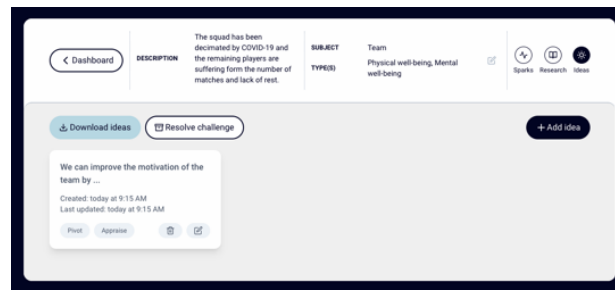 Dashboard
DESCRIPTION
The squad has been
decimated by COVID-19 and
the remaining players are
suffering form the number of
matches and lack of rest.
SUBJECT
Team
TYPE(S)
Physical well-being, Mental
well-being
Sparks
Research
Ideas
Download ideas
Resolve challenge
+ Add idea
We can improve the motivation of the
team by ...
Created: today at 9:15 AM
Last updated: today at 9:15 AM
Pivot
Appraise